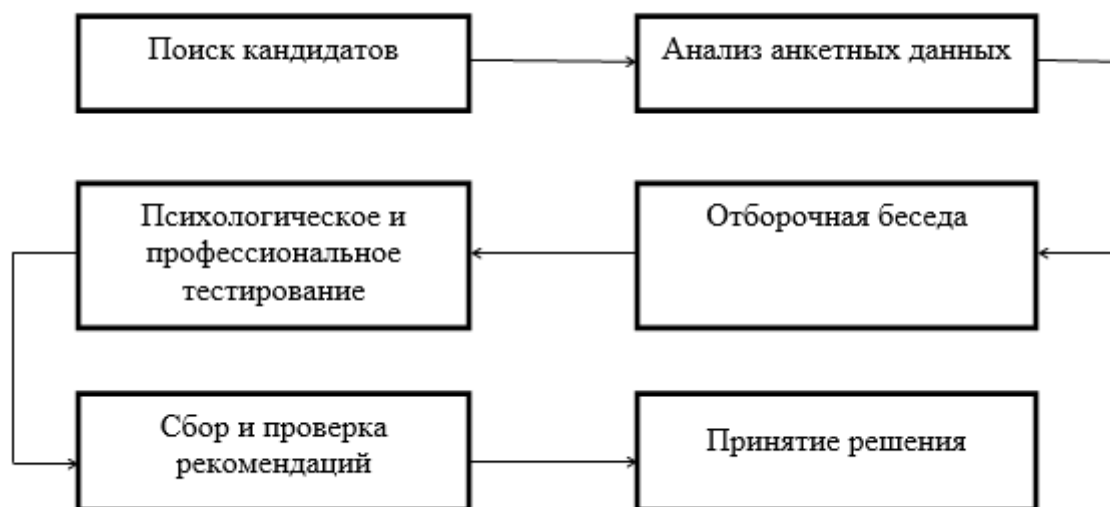 Поиск кандидатов
Анализ анкетных данных
Отборочная беседа
Психологическое и
профессиональное
тестирование
Сбор и проверка
рекомендаций
Принятие решения